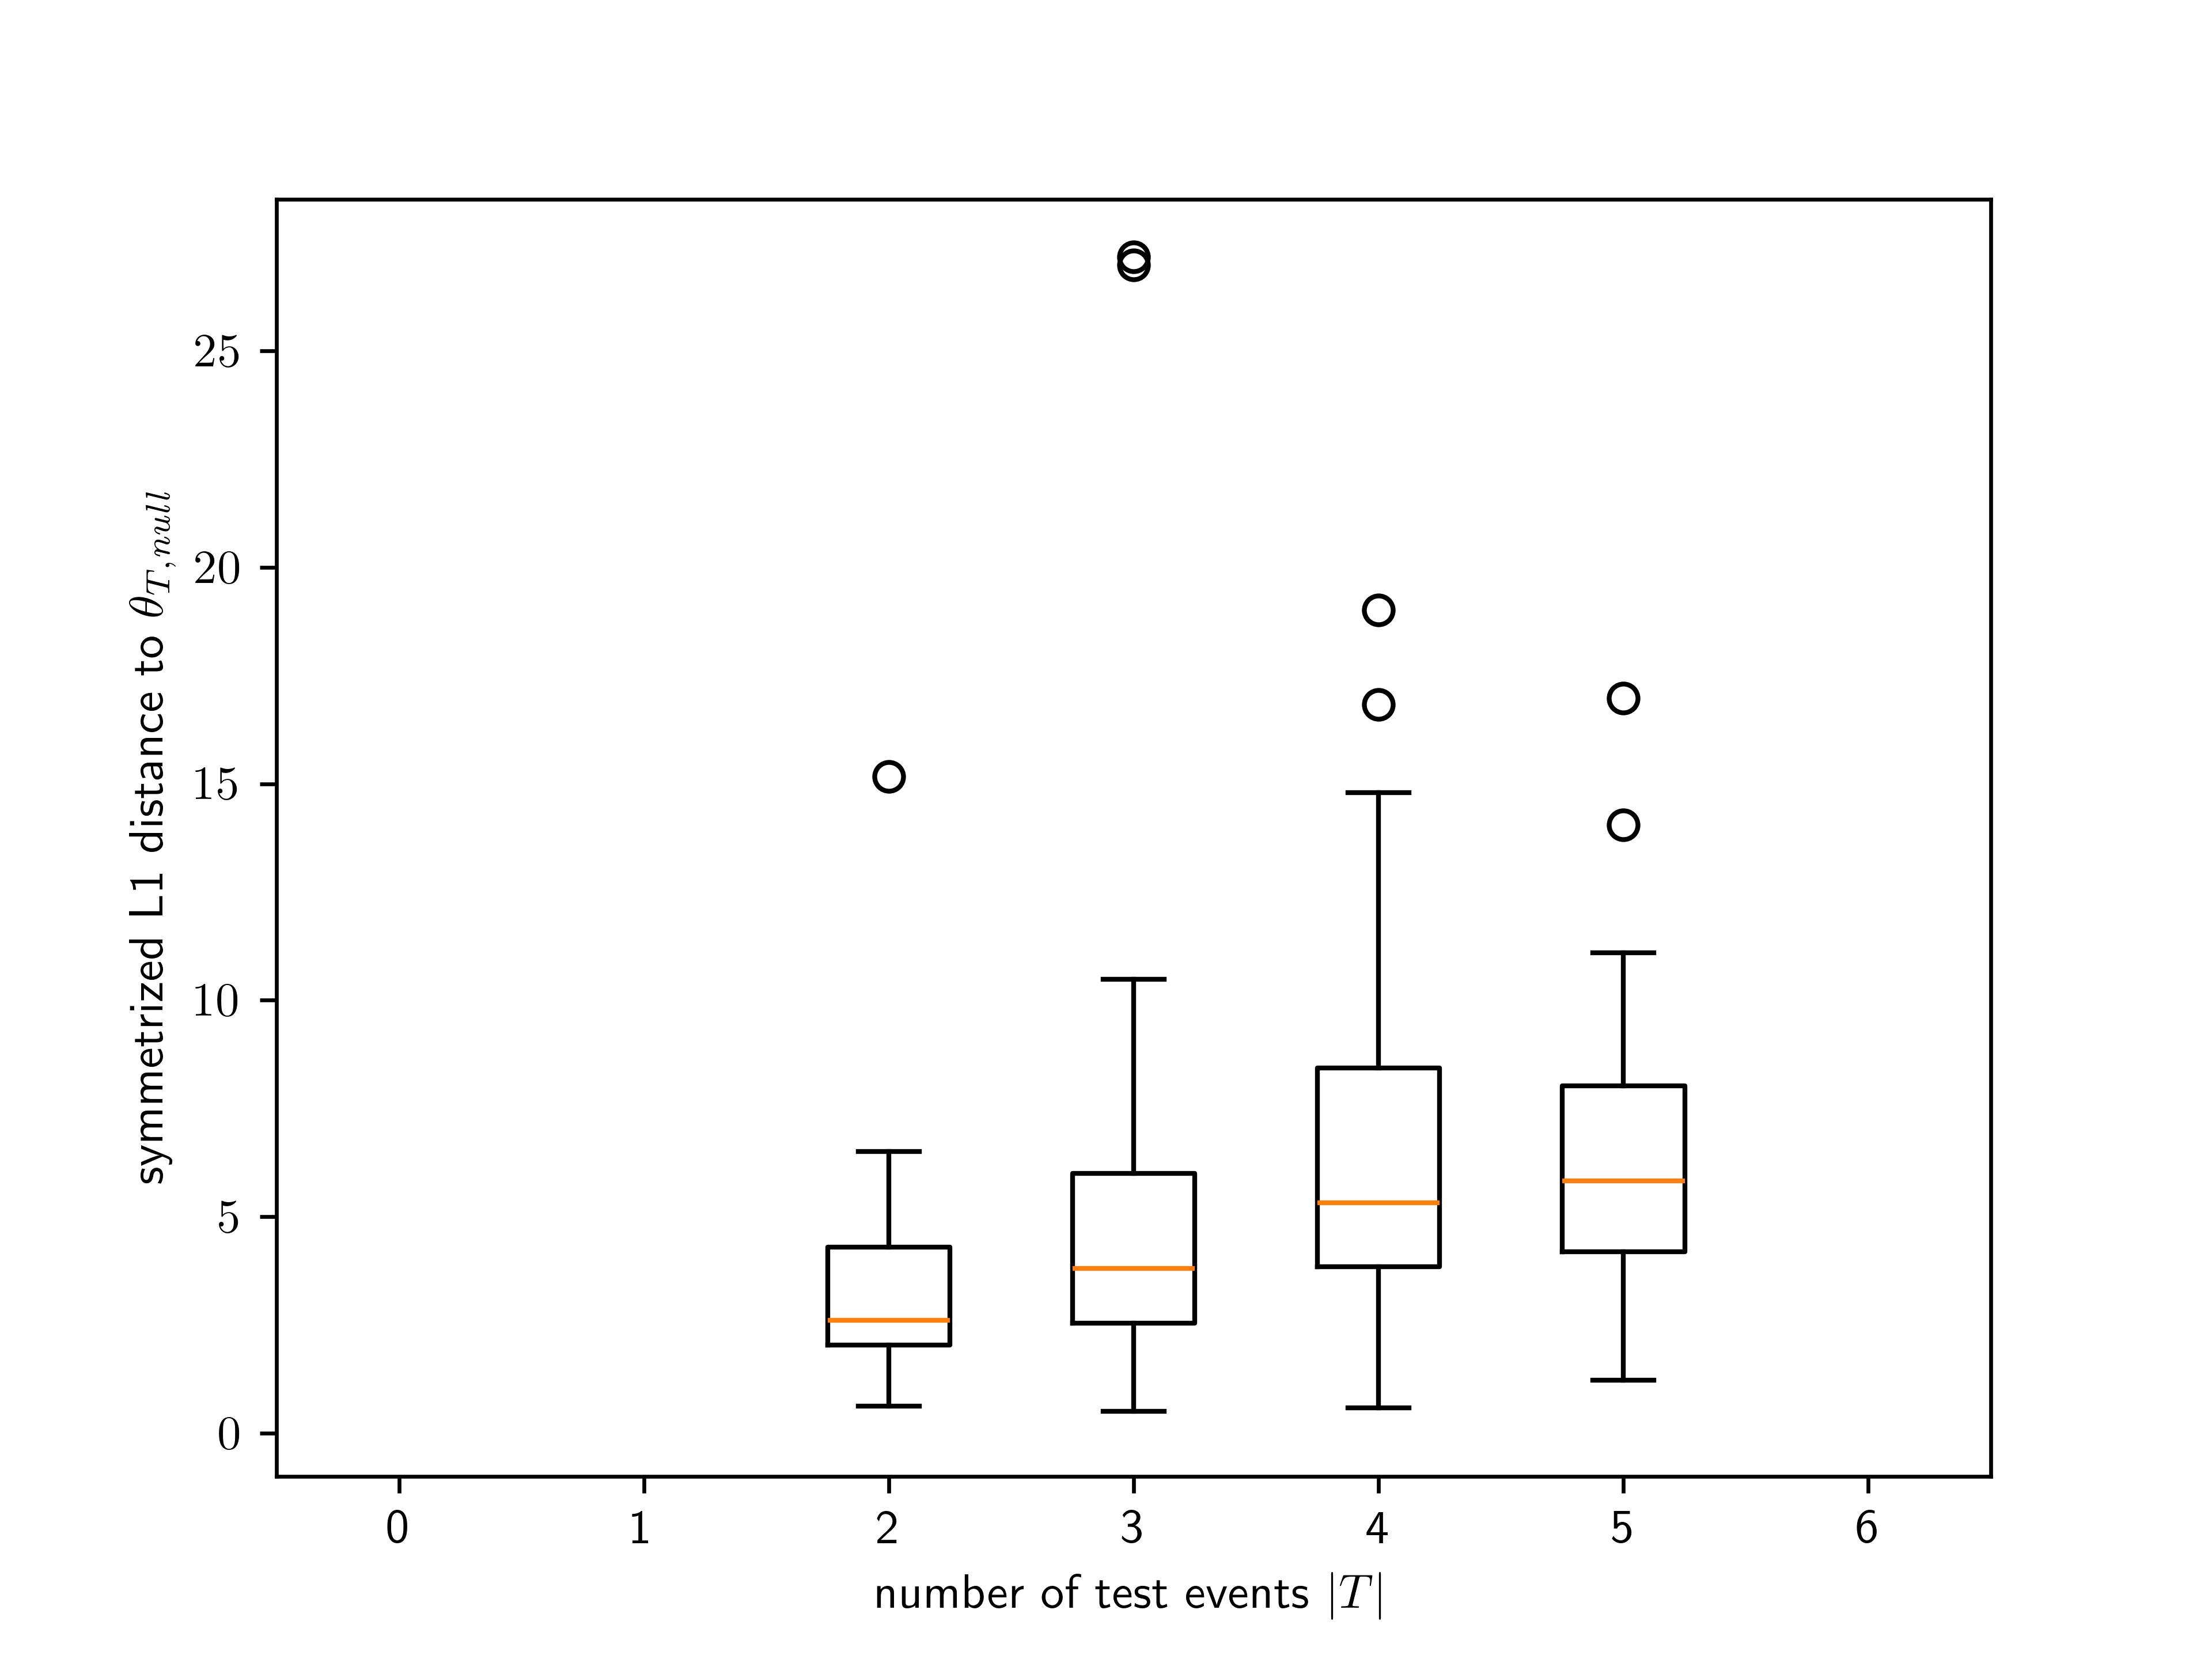 symmetrized L1 distance to θ_{T,null}
25
20
15
10
5
0
0 1 2 3 4 5 6
number of test events |T|